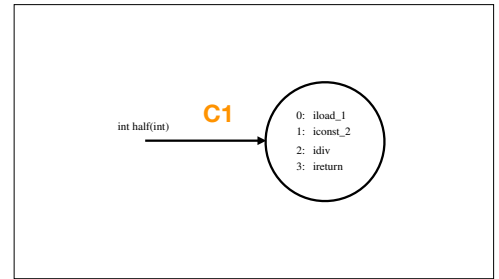 C1
int half(int)
0: iload_1
1: iconst_2
2: idiv
3: ireturn